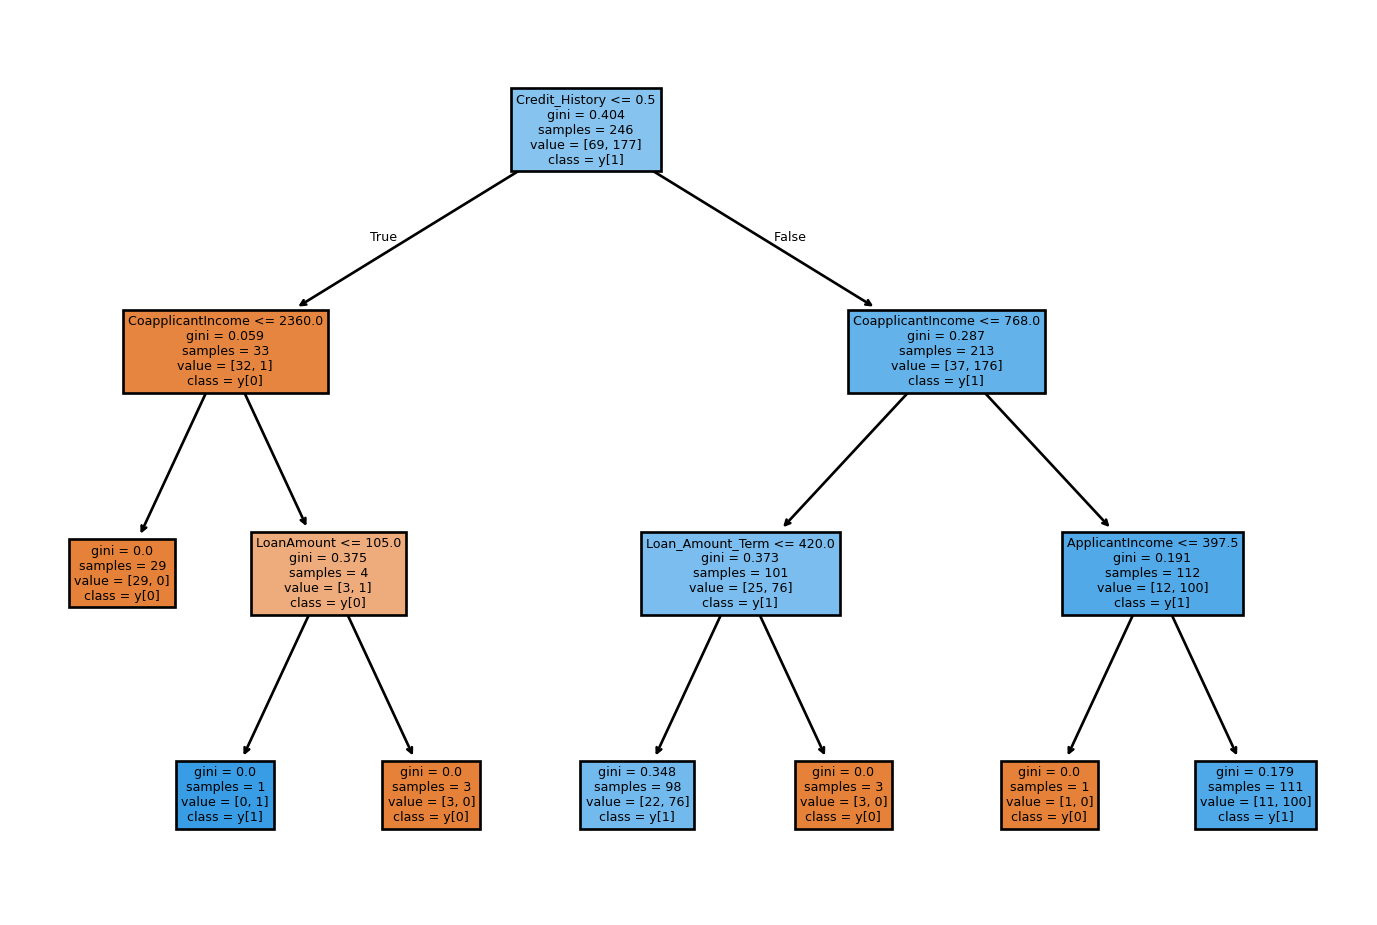 Credit_History <= 0.5
gini = 0.404
samples = 246
value = [69, 177]
class = y[1]
True
False
CoapplicantIncome <= 2360.0
gini = 0.059
samples = 33
value = [32, 1]
class = y[0]
CoapplicantIncome <= 768.0
gini = 0.287
samples = 213
value = [37, 176]
class = y[1]
gini = 0.0
samples = 29
value = [29, 0]
class = y[0]
LoanAmount <= 105.0
gini = 0.375
samples = 4
value = [3, 1]
class = y[0]
Loan_Amount_Term <= 420.0
gini = 0.373
samples = 101
value = [25, 76]
class = y[1]
ApplicantIncome <= 397.5
gini = 0.191
samples = 112
value = [12, 100]
class = y[1]
gini = 0.0
samples = 1
value = [0, 1]
class = y[1]
gini = 0.0
samples = 3
value = [3, 0]
class = y[0]
gini = 0.348
samples = 98
value = [22, 76]
class = y[1]
gini = 0.0
samples = 3
value = [3, 0]
class = y[0]
gini = 0.0
samples = 1
value = [1, 0]
class = y[0]
gini = 0.179
samples = 111
value = [11, 100]
class = y[1]